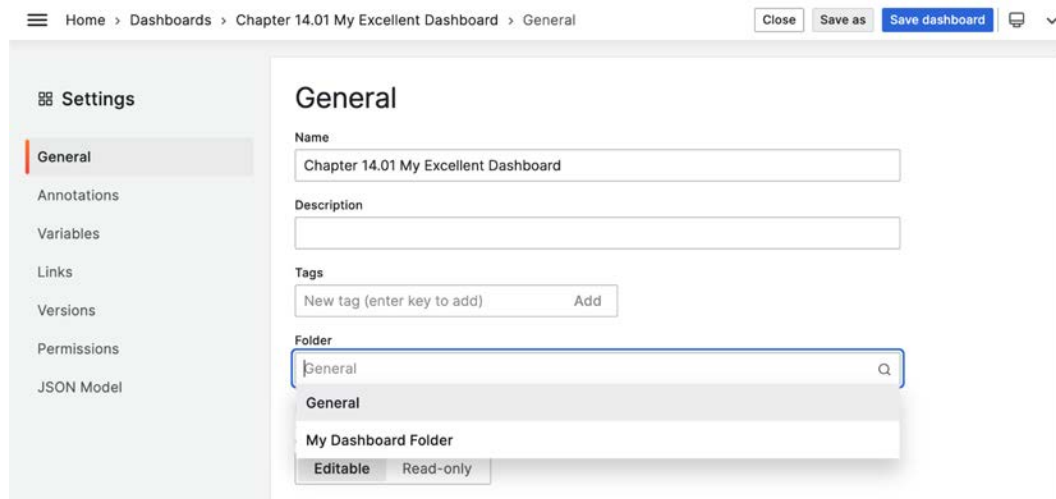 Home > Dashboards > Chapter 14.01 My Excellent Dashboard > General
Close Save as Save dashboard
Settings
General
Annotations
Variables
Links
Versions
Permissions
JSON Model
General
Name
Chapter 14.01 My Excellent Dashboard
Description
Tags
New tag (enter key to add) Add
Folder
General
General
My Dashboard Folder
Editable Read-only